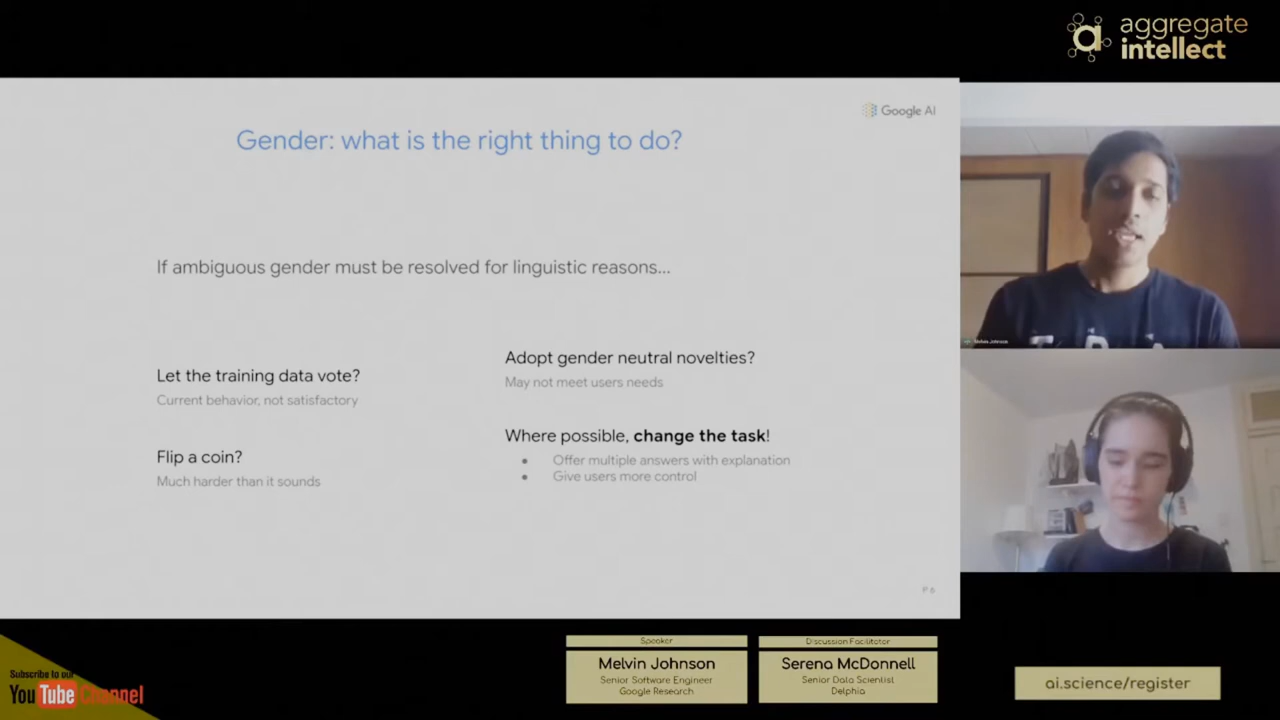 aggregate
intellect
Google AI
Gender: what is the right thing to do?
If ambiguous gender must be resolved for linguistic reasons...
Let the training data vote?
Current behavior, not satisfactory
Flip a coin?
Much harder than it sounds
Adopt gender neutral novelties?
May not meet users needs
Where possible, change the task!
Offer multiple answers with explanation
Give users more control
P 6
Melvin Johnson
Subscribe to our
YouTube Channel
Speaker
Melvin Johnson
Senior Software Engineer
Google Research
Discussion Facilitator
Serena McDonnell
Senior Data Scientist
Delphia
ai.science/register